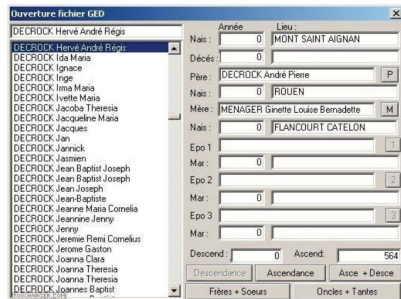 Ouverture fichier GED
DECROCK Hervé André Régis
DECROCK Hervé André Régis
DECROCK Ida Maria
DECROCK Ignace
DECROCK Inge
DECROCK Irma Maria
DECROCK Ivette Maria
DECROCK Jacoba Theresia
DECROCK Jacqueline Maria
DECROCK Jacques
DECROCK Jan
DECROCK Jannick
DECROCK Jasmien
DECROCK Jean Baptist Joseph
DECROCK Jean Baptist Joseph
DECROCK Jean Joseph
DECROCK Jean-Baptiste
DECROCK Jeanne Maria Cornelia
DECROCK Jeannine Jenny
DECROCK Jenny
DECROCK Jeremie Remi Cornelius
DECROCK Jerome Gaston
DECROCK Joanna Clara
DECROCK Joanna Theresia
DECROCK Joanna Theresia
DECROCK Joannes Baptist
Année Lieu :
Nais : 0 MONT SAINT AIGNAN
Décés : 0
Père : DECROCK André Pierre P
Nais : 0 ROUEN
Mère : MENAGER Ginette Louise Bernadette M
Nais : 0 FLANCOURT CATELON
Epo 1 1
Mar : 0
Epo 2 2
Mar : 0
Epo 3 3
Mar : 0
Descend : 0 Ascend: 564
Descendance Ascendance Asce + Desce
Frères + Soeurs Oncles + Tantes